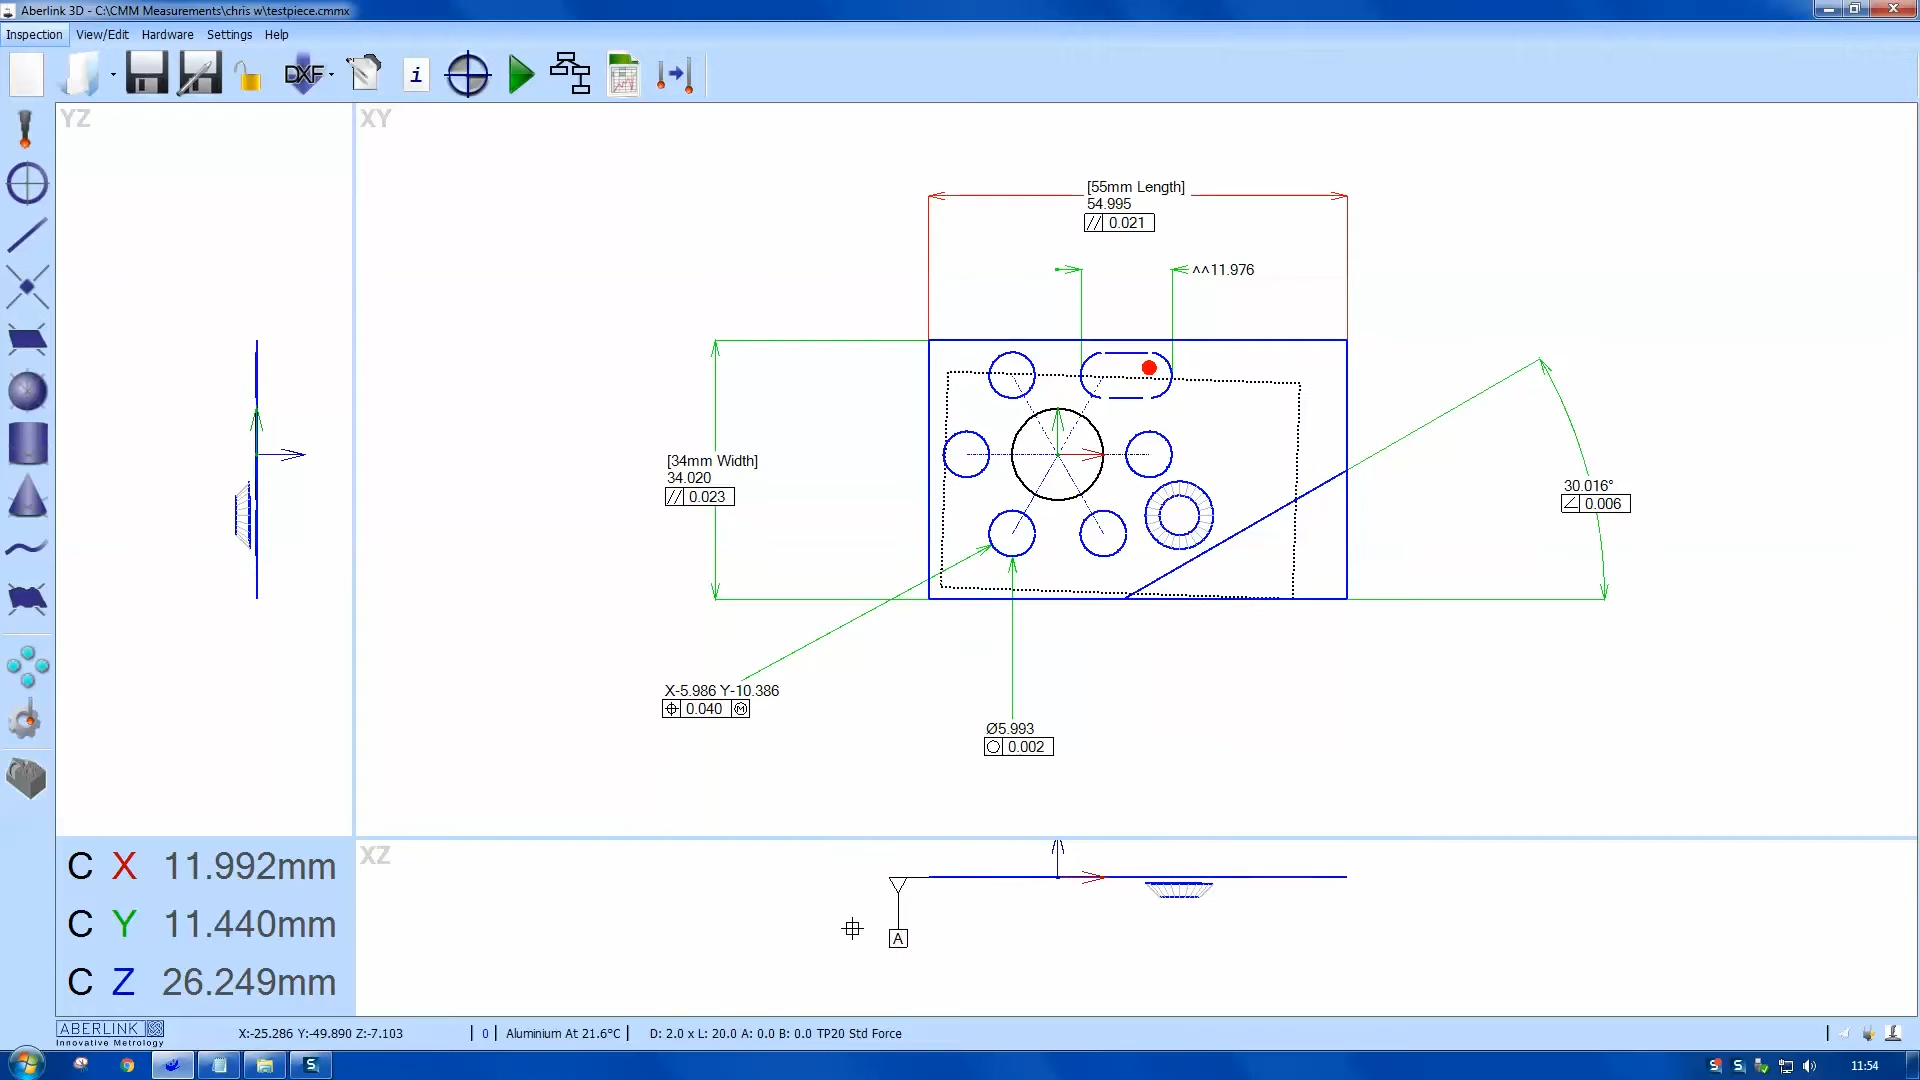 Aberlink 3D - C:\CMM Measurements\chris w\testpiece.cmmx
Inspection View/Edit Hardware Settings Help
DXF i
YZ
XY
[55mm Length]
54.995
// 0.021
^^11.976
[34mm Width]
34.020
// 0.023
30.016°
∠ 0.006
X-5.986 Y-10.386
⌖ 0.040 Ⓜ
Ø5.993
○ 0.002
XZ
A
C X 11.992mm
C Y 11.440mm
C Z 26.249mm
ABERLINK
Innovative Metrology
X:-25.286 Y:-49.890 Z:-7.103
0
Aluminium At 21.6°C
D: 2.0 x L: 20.0 A: 0.0 B: 0.0 TP20 Std Force
11:54